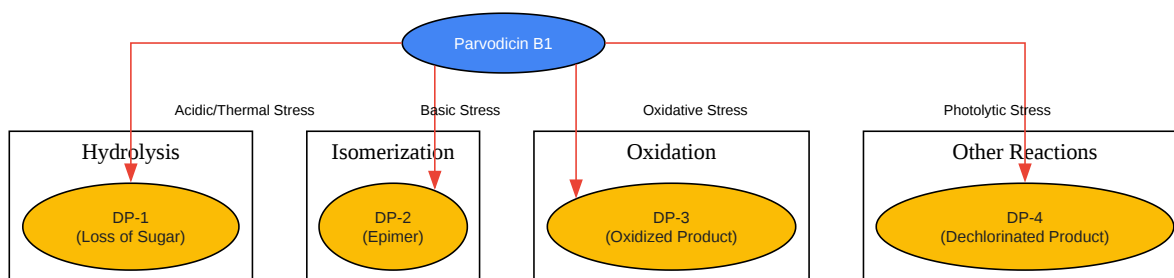 Parvodicin B1
Acidic/Thermal Stress
Basic Stress
Oxidative Stress
Photolytic Stress
Hydrolysis
Isomerization
Oxidation
Other Reactions
DP-1
(Loss of Sugar)
DP-2
(Epimer)
DP-3
(Oxidized Product)
DP-4
(Dechlorinated Product)